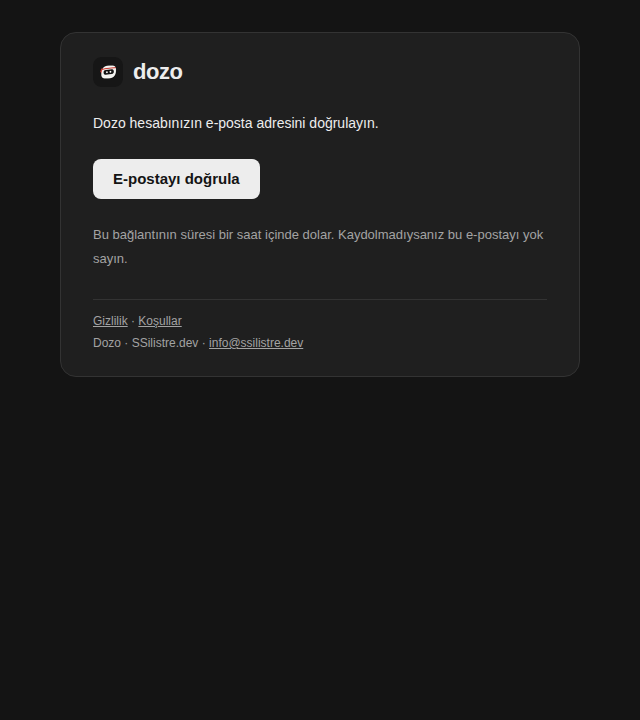 dozo
Dozo hesabınızın e-posta adresini doğrulayın.
E-postayı doğrula
Bu bağlantının süresi bir saat içinde dolar. Kaydolmadıysanız bu e-postayı yok
sayın.
Gizlilik · Koşullar
Dozo · SSilistre.dev · info@ssilistre.dev